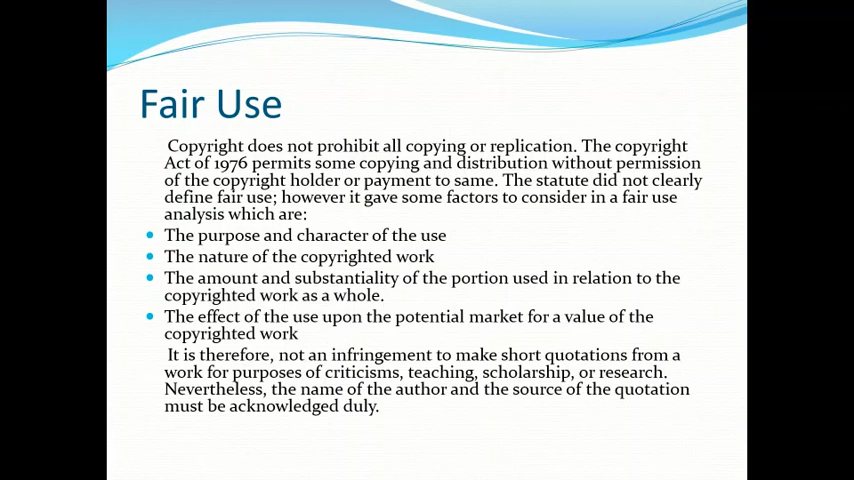 Fair Use
Copyright does not prohibit all copying or replication. The copyright
Act of 1976 permits some copying and distribution without permission
of the copyright holder or payment to same. The statute did not clearly
define fair use; however it gave some factors to consider in a fair use
analysis which are:
• The purpose and character of the use
• The nature of the copyrighted work
• The amount and substantiality of the portion used in relation to the
copyrighted work as a whole.
• The effect of the use upon the potential market for a value of the
copyrighted work
It is therefore, not an infringement to make short quotations from a
work for purposes of criticisms, teaching, scholarship, or research.
Nevertheless, the name of the author and the source of the quotation
must be acknowledged duly.